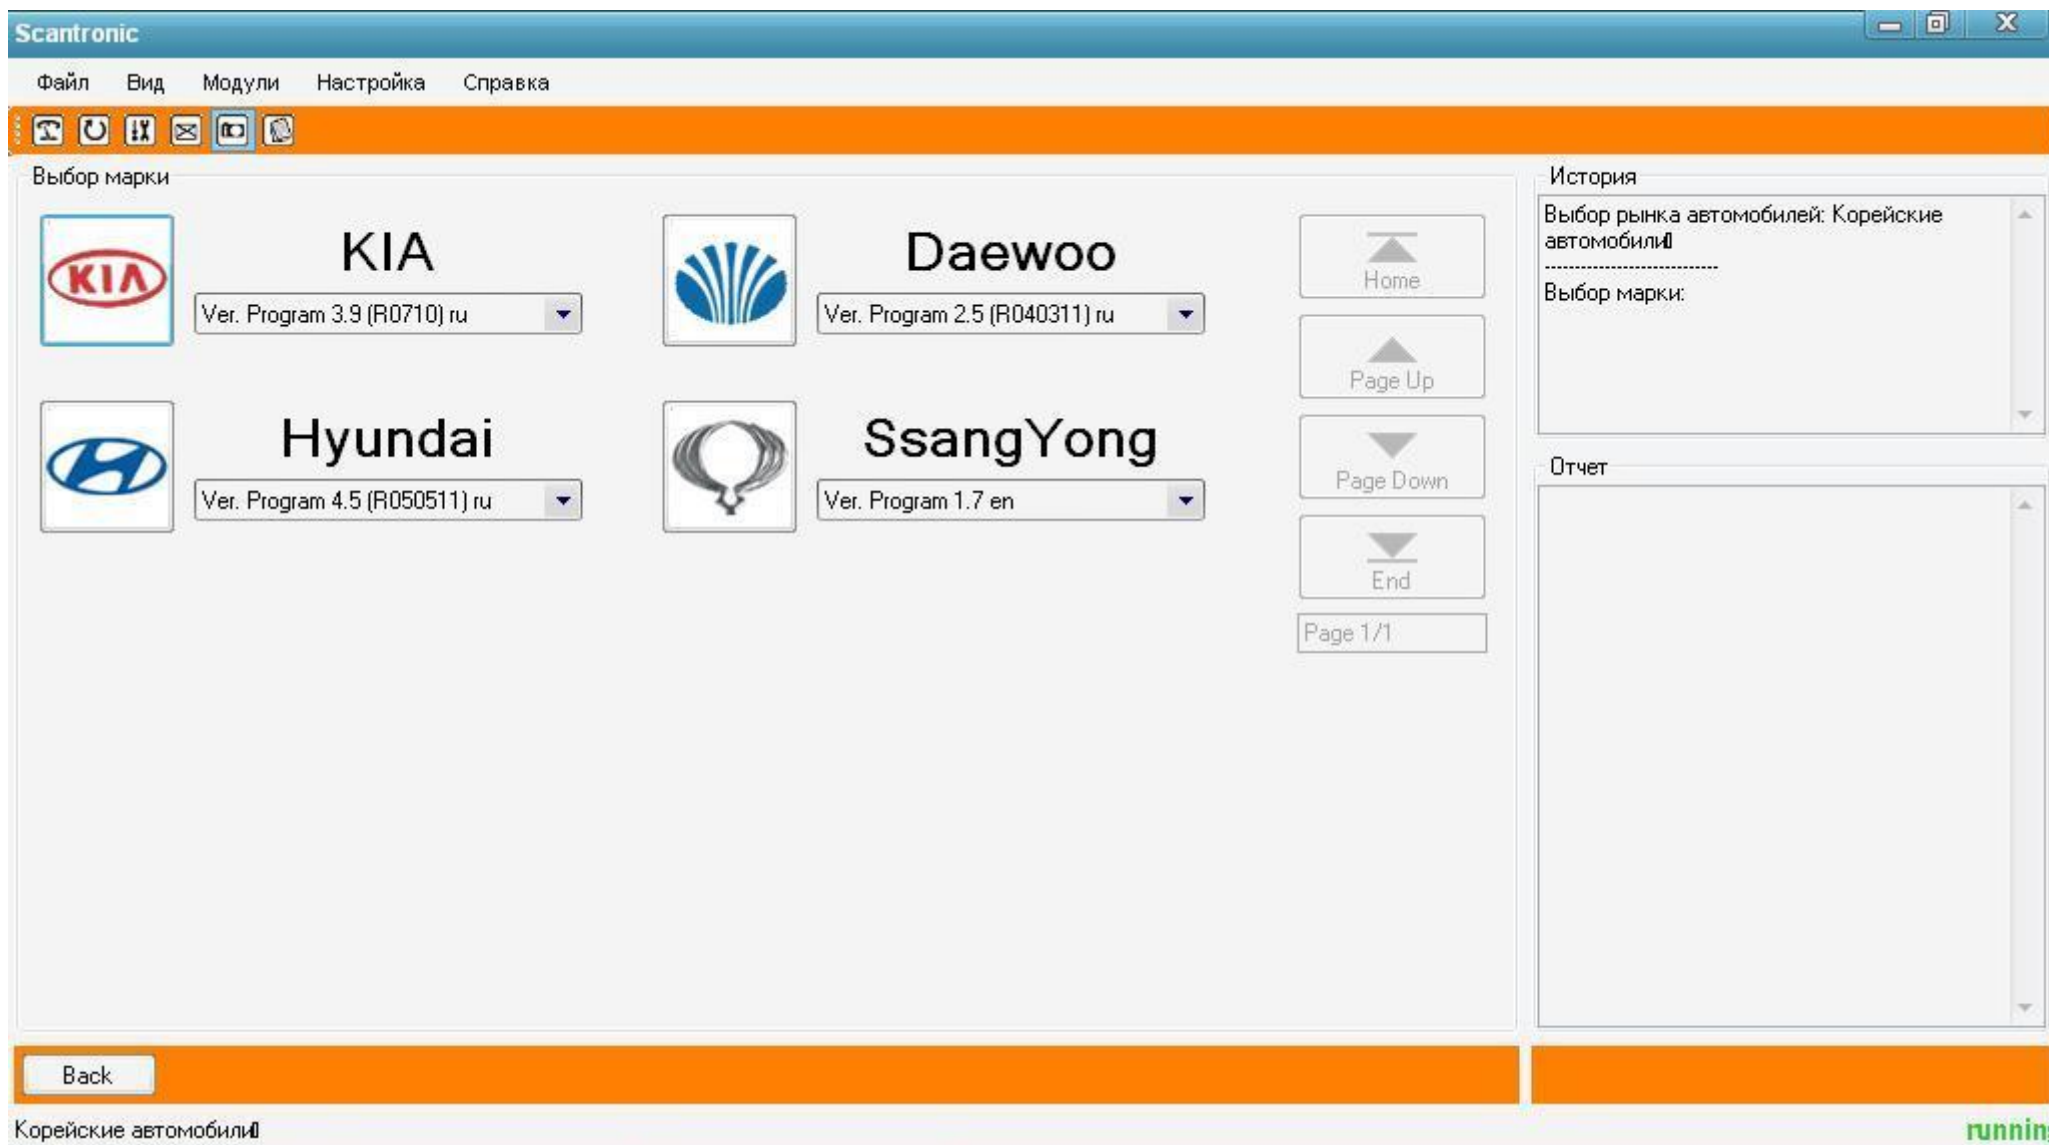 Scantronic
Файл Вид Модули Настройка Справка
Выбор марки
KIA
KIA
Ver. Program 3.9 (R0710) ru
Daewoo
Ver. Program 2.5 (R040311) ru
Hyundai
Ver. Program 4.5 (R050511) ru
SsangYong
Ver. Program 1.7 en
Home
Page Up
Page Down
End
Page 1/1
История
Выбор рынка автомобилей: Корейские
автомобили
-----------------------------
Выбор марки:
Отчет
Back
Корейские автомобили
runnin